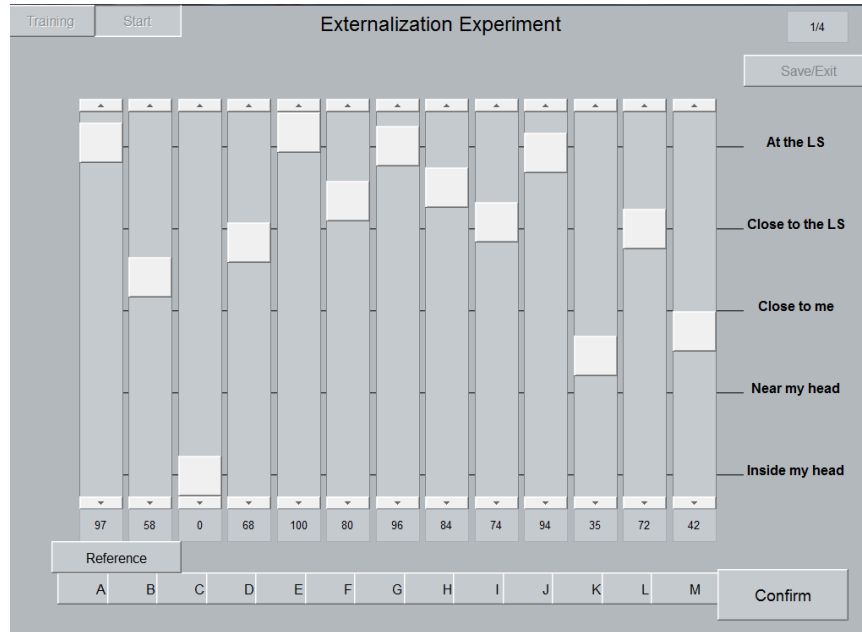 Training Start Externalization Experiment 1/4
Save/Exit
At the LS
Close to the LS
Close to me
Near my head
Inside my head
97 58 0 68 100 80 96 84 74 94 35 72 42
Reference
A B C D E F G H I J K L M
Confirm